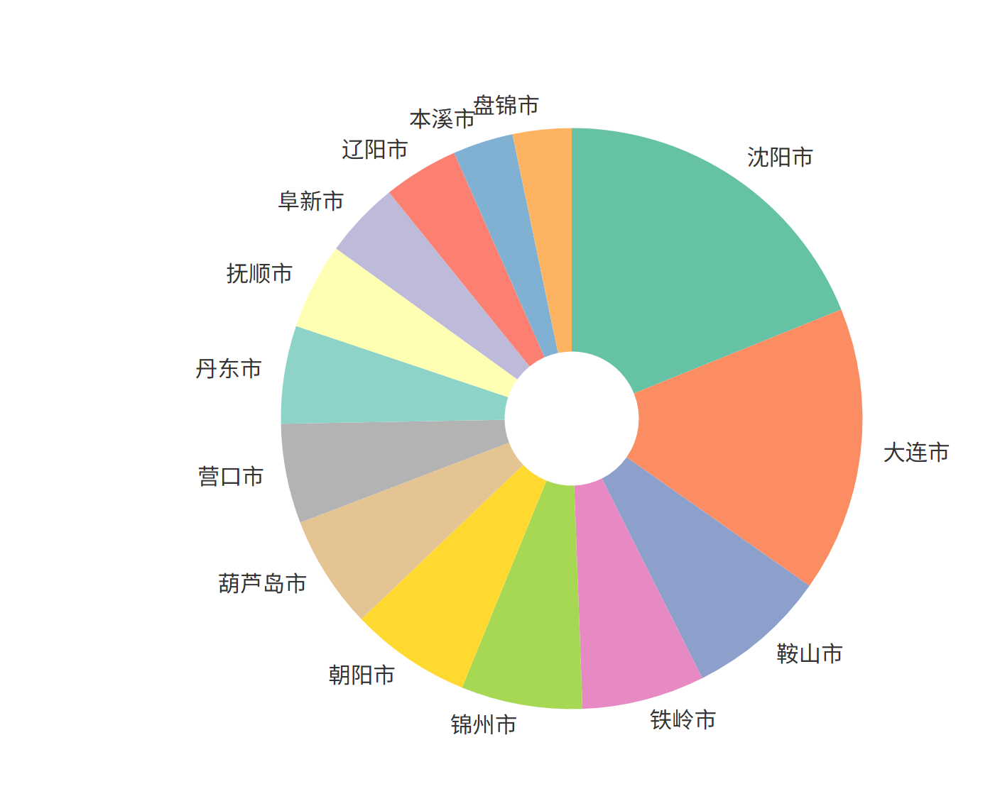 盘锦市
本溪市
辽阳市
沈阳市
阜新市
抚顺市
丹东市
大连市
营口市
葫芦岛市
鞍山市
朝阳市
铁岭市
锦州市